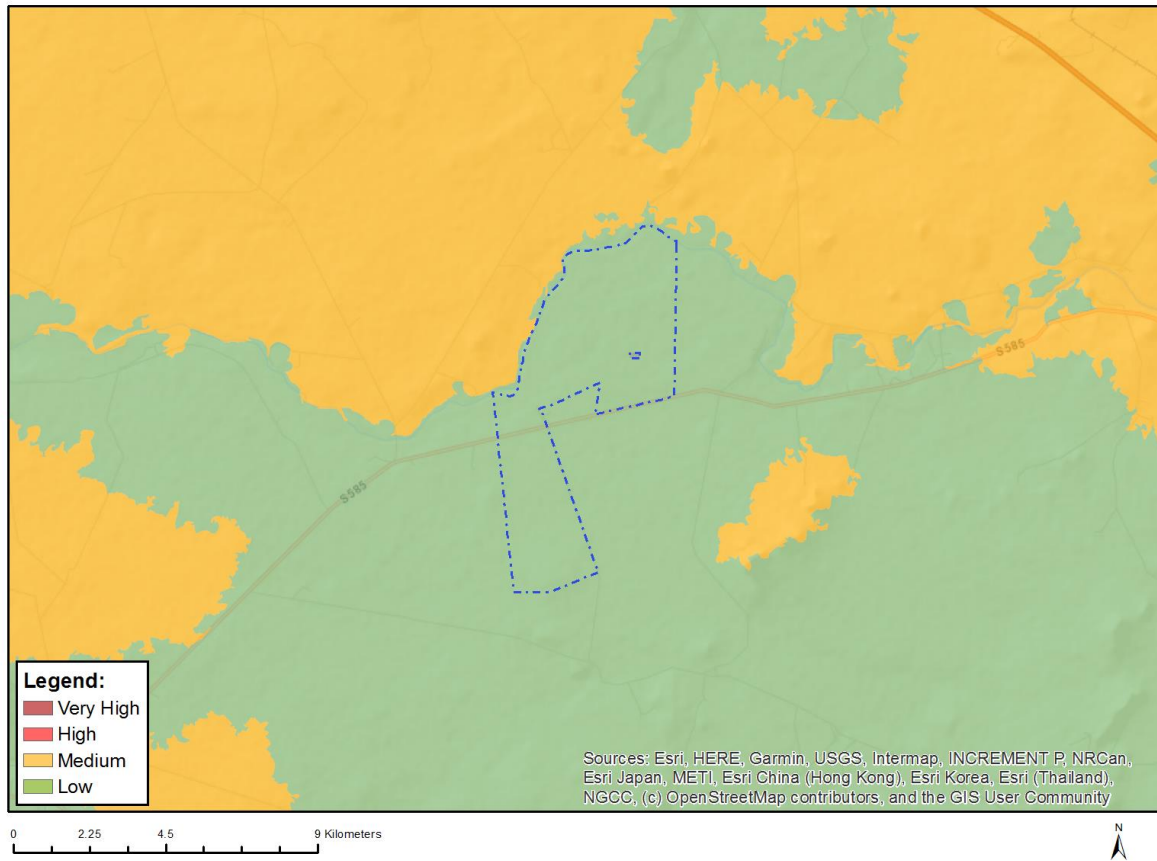 S585
S585
Legend:
Very High
High
Medium
Low
Sources: Esri, HERE, Garmin, USGS, Intermap, INCREMENT P, NRCan,
Esri Japan, METI, Esri China (Hong Kong), Esri Korea, Esri (Thailand),
NGCC, (c) OpenStreetMap contributors, and the GIS User Community
0 2.25 4.5 9 Kilometers
N